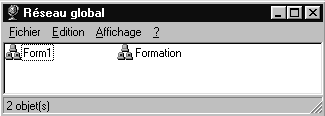 Réseau global
Fichier Edition Affichage ?
Form1 Formation
2 objet(s)